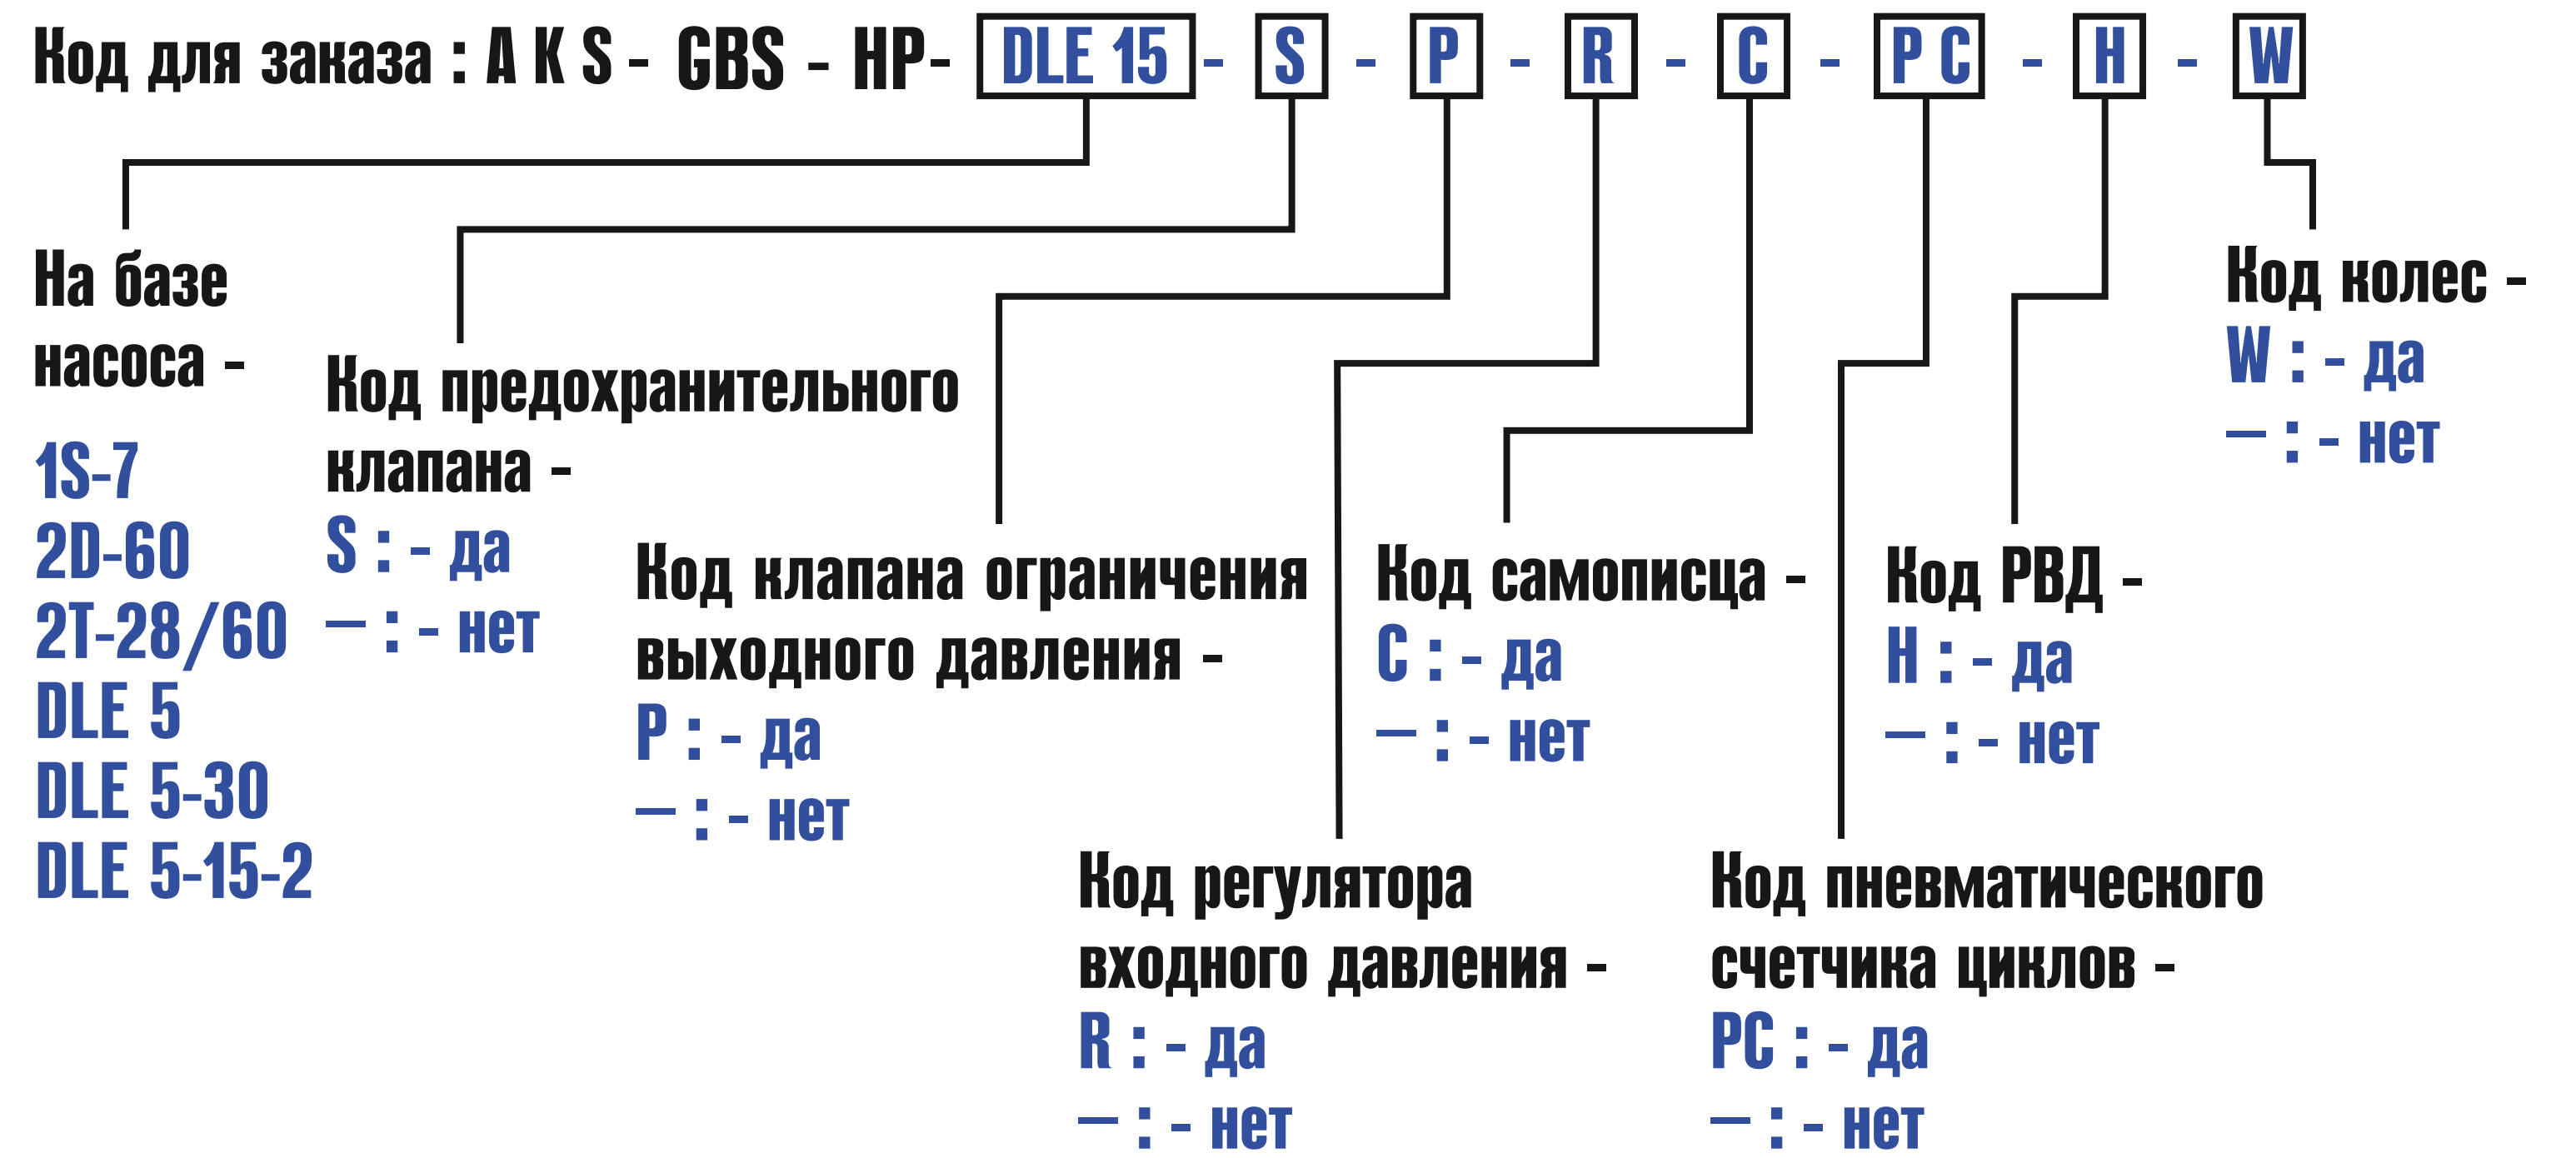 Код для заказа : A K S - GBS - HP- DLE 15 - S - P - R - C - P C - H - W
На базе
насоса -
1S-7
2D-60
2T-28/60
DLE 5
DLE 5-30
DLE 5-15-2
Код предохранительного
клапана -
S : - да
— : - нет
Код клапана ограничения
выходного давления -
P : - да
— : - нет
Код регулятора
входного давления -
R : - да
— : - нет
Код самописца -
C : - да
— : - нет
Код пневматического
счетчика циклов -
PC : - да
— : - нет
Код РВД -
H : - да
— : - нет
Код колес -
W : - да
— : - нет